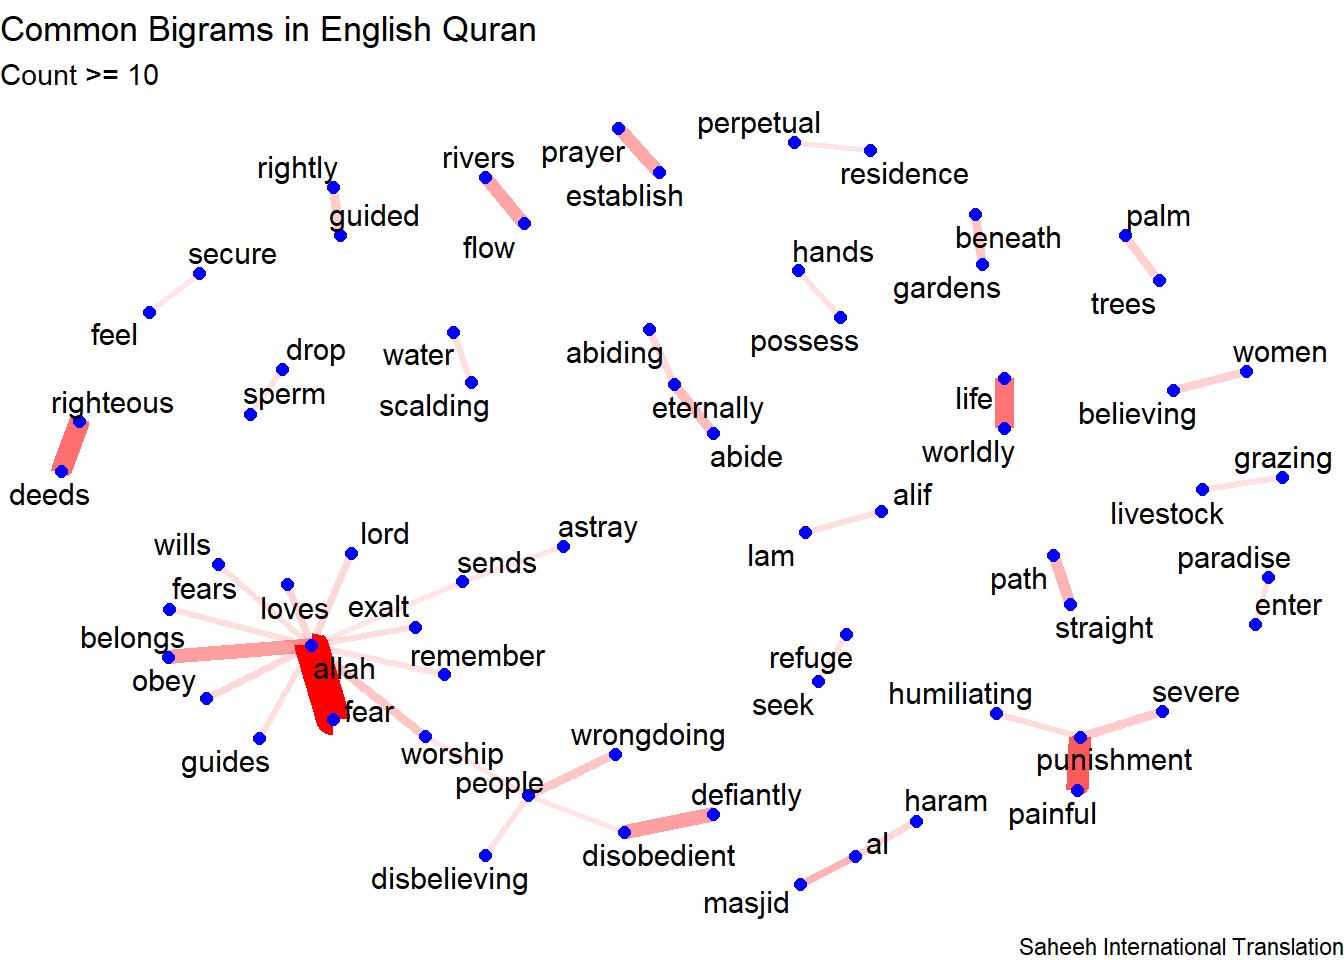 Common Bigrams in English Quran
Count >= 10
perpetual
prayer
rivers
rightly
residence
establish
guided
palm
beneath
flow
secure
hands
gardens
trees
feel
possess
drop
water
abiding
women
sperm
scalding
eternally
life
righteous
believing
worldly
abide
grazing
deeds
alif
livestock
astray
lord
wills
lam
sends
paradise
path
fears
loves
exalt
enter
straight
belongs
remember
refuge
allah
obey
humiliating
severe
seek
fear
wrongdoing
worship
guides
punishment
people
defiantly
haram
painful
al
disobedient
disbelieving
masjid
Saheeh International Translation